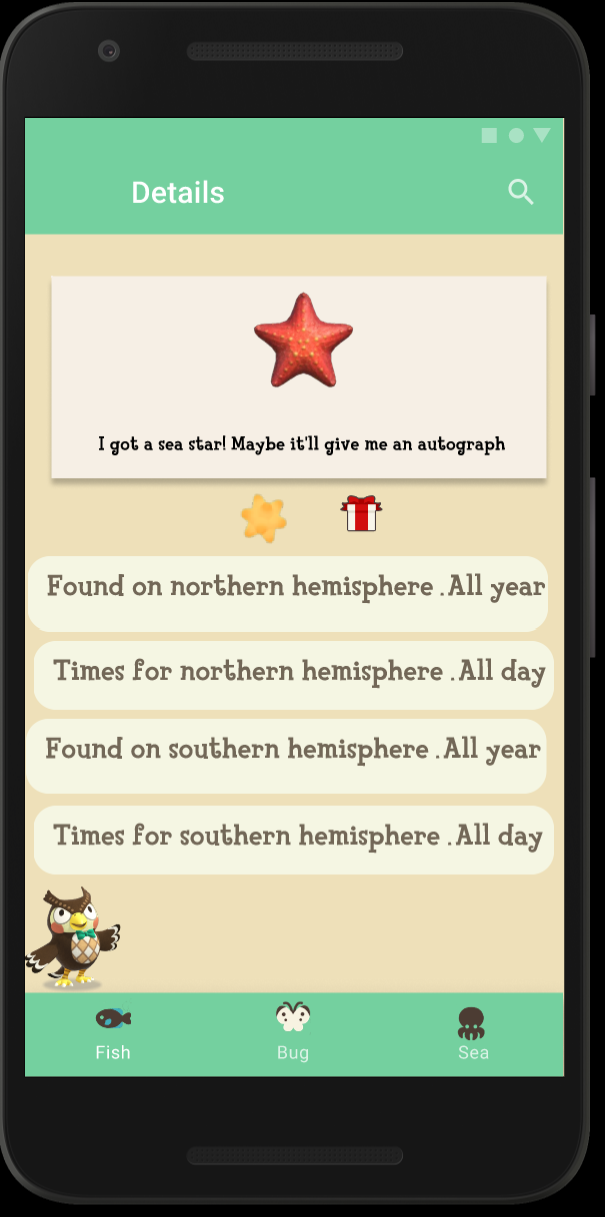 Details
I got a sea star! Maybe it'll give me an autograph
Found on northern hemisphere .All year
Times for northern hemisphere .All day
Found on southern hemisphere .All year
Times for southern hemisphere .All day
Fish Bug Sea